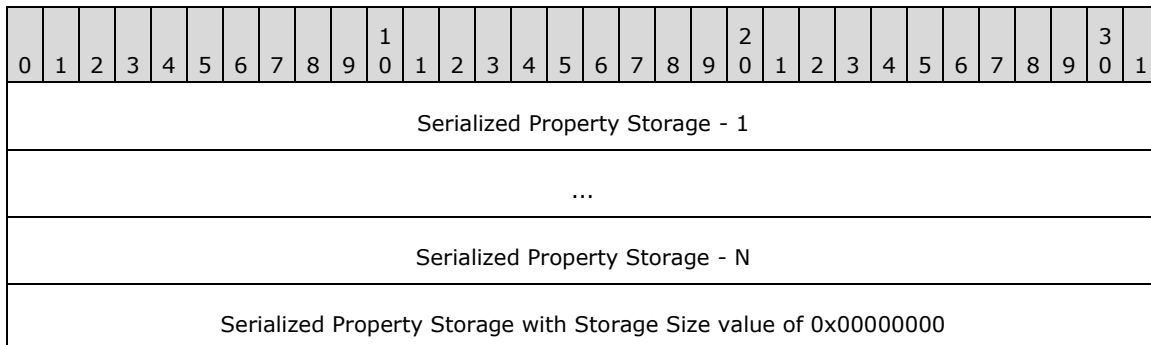 1 2 3
0 1 2 3 4 5 6 7 8 9 0 1 2 3 4 5 6 7 8 9 0 1 2 3 4 5 6 7 8 9 0 1
Serialized Property Storage - 1
...
Serialized Property Storage - N
Serialized Property Storage with Storage Size value of 0x00000000